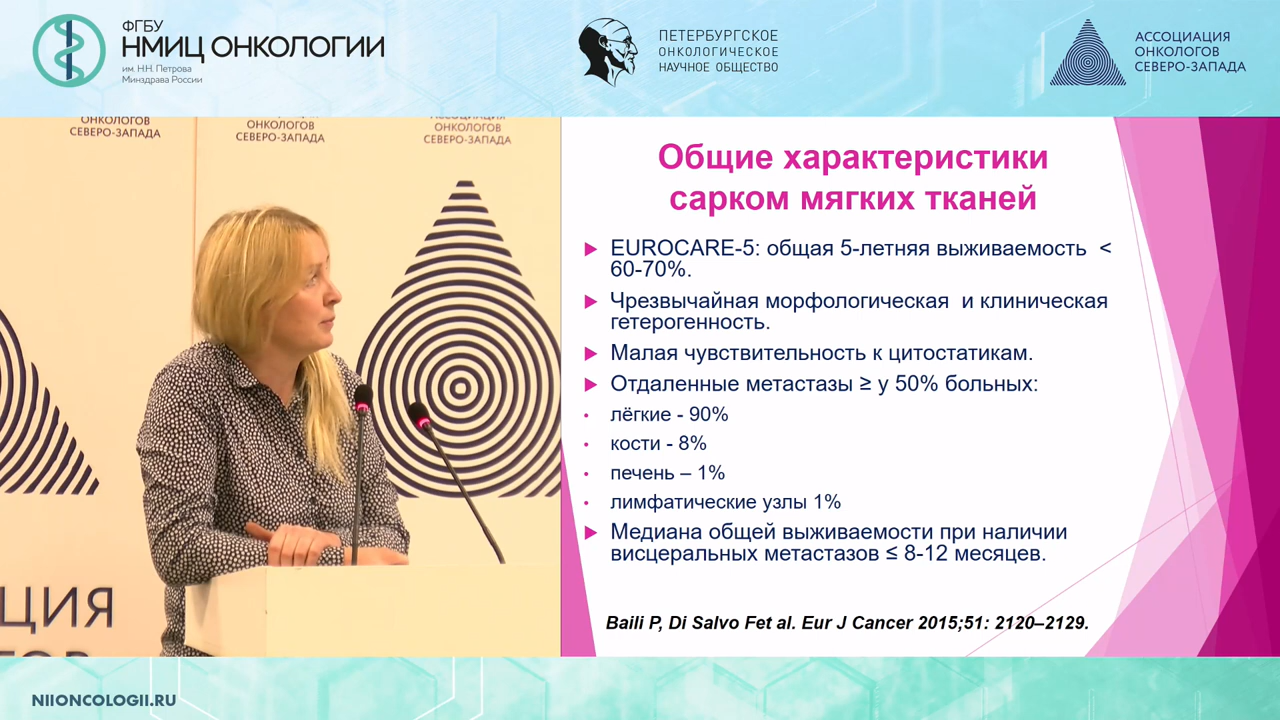 ФГБУ
НМИЦ ОНКОЛОГИИ
им. Н.Н. Петрова
Минздрава России
ПЕТЕРБУРГСКОЕ
ОНКОЛОГИЧЕСКОЕ
НАУЧНОЕ ОБЩЕСТВО
АССОЦИАЦИЯ
ОНКОЛОГОВ
СЕВЕРО-ЗАПАДА
ОНКОЛОГОВ
СЕВЕРО-ЗАПАДА
ОНКОЛОГОВ
СЕВЕРО-ЗАПАДА
АССОЦИАЦИЯ
ОНКОЛОГОВ
СЕВЕРО-ЗАПАДА
ЦИЯ
Общие характеристики
сарком мягких тканей
EUROCARE-5: общая 5-летняя выживаемость <
60-70%.
Чрезвычайная морфологическая и клиническая
гетерогенность.
Малая чувствительность к цитостатикам.
Отдаленные метастазы ≥ у 50% больных:
лёгкие - 90%
кости - 8%
печень – 1%
лимфатические узлы 1%
Медиана общей выживаемости при наличии
висцеральных метастазов ≤ 8-12 месяцев.
Baili P, Di Salvo Fet al. Eur J Cancer 2015;51: 2120–2129.
NIIONCOLOGII.RU